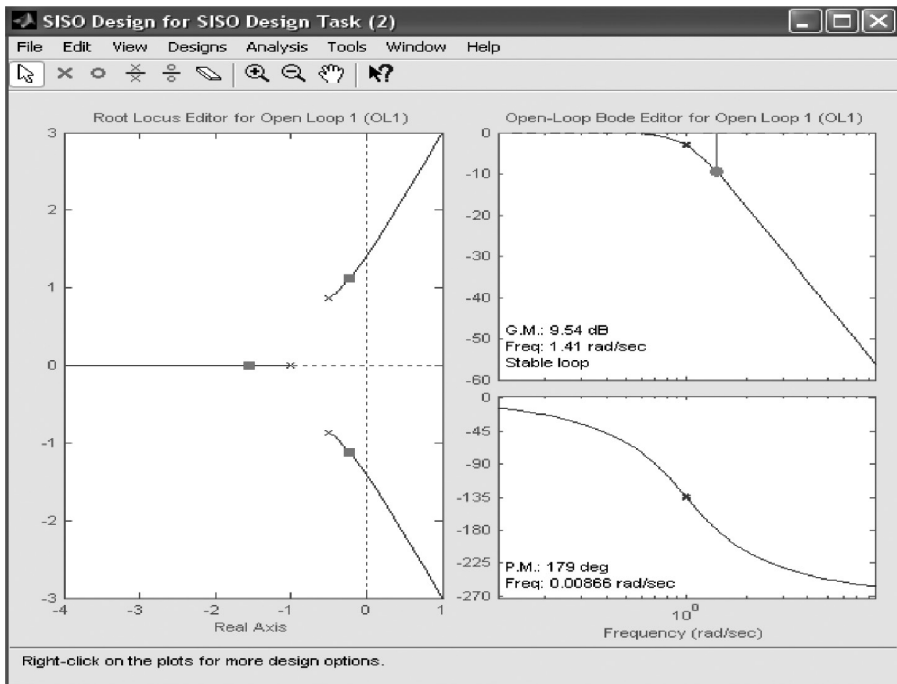 SISO Design for SISO Design Task (2)
File Edit View Designs Analysis Tools Window Help
Root Locus Editor for Open Loop 1 (OL1)
3
2
1
0
-1
-2
-3
-4 -3 -2 -1 0 1
Real Axis
Open-Loop Bode Editor for Open Loop 1 (OL1)
0
-10
-20
-30
-40
-50
-60
G.M.: 9.54 dB
Freq: 1.41 rad/sec
Stable loop
0
-45
-90
-135
-180
-225
-270
P.M.: 179 deg
Freq: 0.00866 rad/sec
10⁰
Frequency (rad/sec)
Right-click on the plots for more design options.